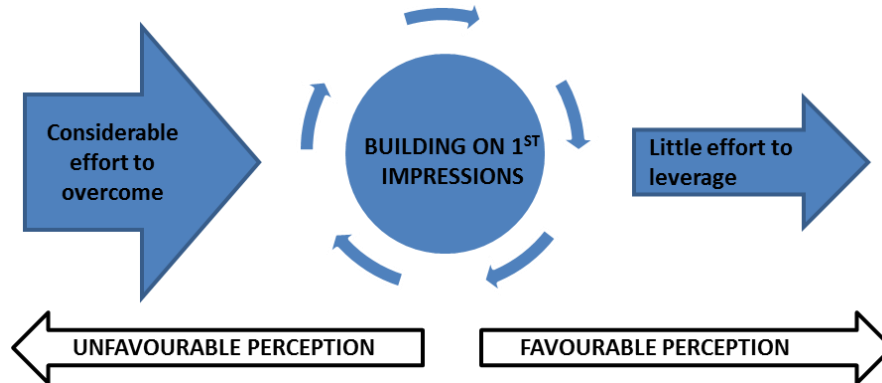 Considerable
effort to
overcome
BUILDING ON 1ST
IMPRESSIONS
Little effort to
leverage
UNFAVOURABLE PERCEPTION
FAVOURABLE PERCEPTION